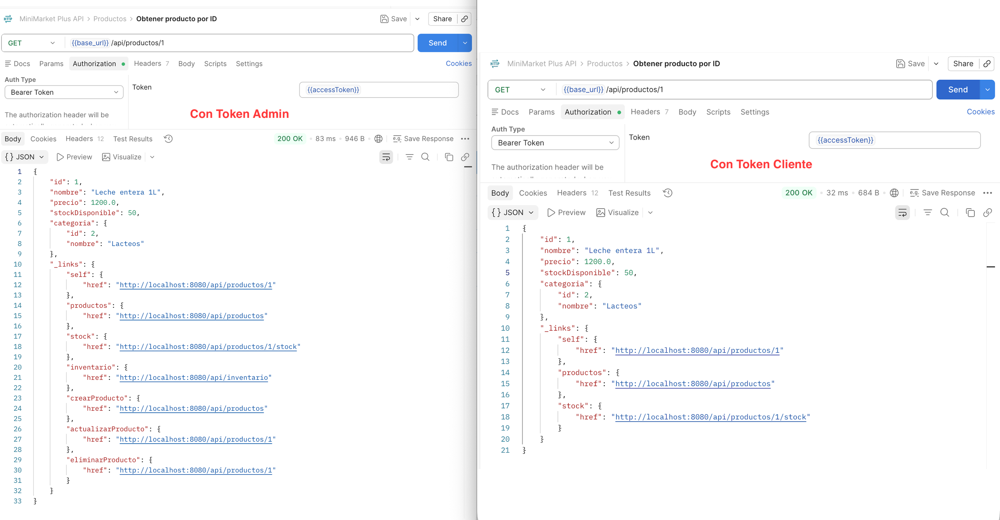 HTTP MiniMarket Plus API > Productos > Obtener producto por ID Save Share
GET {{base_url}} /api/productos/1 Send
Docs Params Authorization Headers 7 Body Scripts Settings Cookies
Auth Type
Bearer Token
Token {{accessToken}}
Con Token Admin
The authorization header will be
Body Cookies Headers 12 Test Results 200 OK 83 ms 946 B e.g. Save Response
{} JSON Preview Visualize
1 {
2 "id": 1,
3 "nombre": "Leche entera 1L",
4 "precio": 1200.0,
5 "stockDisponible": 50,
6 "categoria": {
7 "id": 2,
8 "nombre": "Lacteos"
9 },
10 "_links": {
11 "self": {
12 "href": "http://localhost:8080/api/productos/1"
13 },
14 "productos": {
15 "href": "http://localhost:8080/api/productos"
16 },
17 "stock": {
18 "href": "http://localhost:8080/api/productos/1/stock"
19 },
20 "inventario": {
21 "href": "http://localhost:8080/api/inventario"
22 },
23 "crearProducto": {
24 "href": "http://localhost:8080/api/productos"
25 },
26 "actualizarProducto": {
27 "href": "http://localhost:8080/api/productos/1"
28 },
29 "eliminarProducto": {
30 "href": "http://localhost:8080/api/productos/1"
31 }
32 }
33 }
HTTP MiniMarket Plus API > Productos > Obtener producto por ID Save Share
GET {{base_url}} /api/productos/1 Send
Docs Params Authorization Headers 7 Body Scripts Settings Cookies
Auth Type
Bearer Token
Token {{accessToken}}
Con Token Cliente
The authorization header will be
Body Cookies Headers 12 Test Results 200 OK 32 ms 684 B e.g. Save Response
{} JSON Preview Visualize
1 {
2 "id": 1,
3 "nombre": "Leche entera 1L",
4 "precio": 1200.0,
5 "stockDisponible": 50,
6 "categoria": {
7 "id": 2,
8 "nombre": "Lacteos"
9 },
10 "_links": {
11 "self": {
12 "href": "http://localhost:8080/api/productos/1"
13 },
14 "productos": {
15 "href": "http://localhost:8080/api/productos"
16 },
17 "stock": {
18 "href": "http://localhost:8080/api/productos/1/stock"
19 }
20 }
21 }